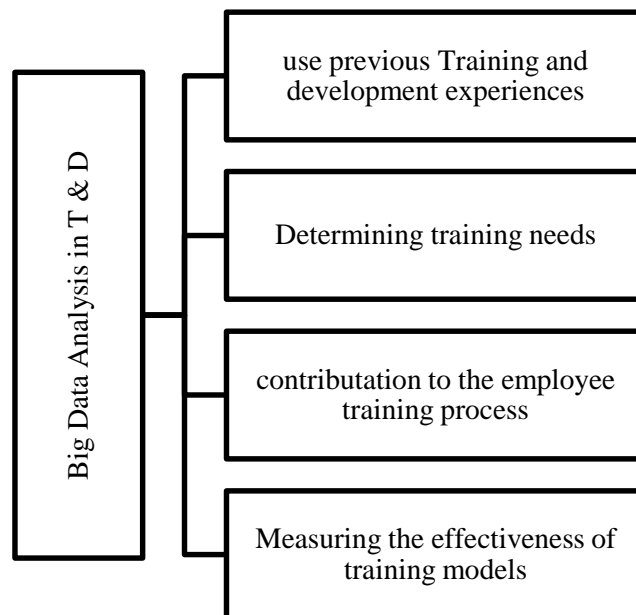 Big Data Analysis in T & D
use previous Training and
development experiences
Determining training needs
contributation to the employee
training process
Measuring the effectiveness of
training models